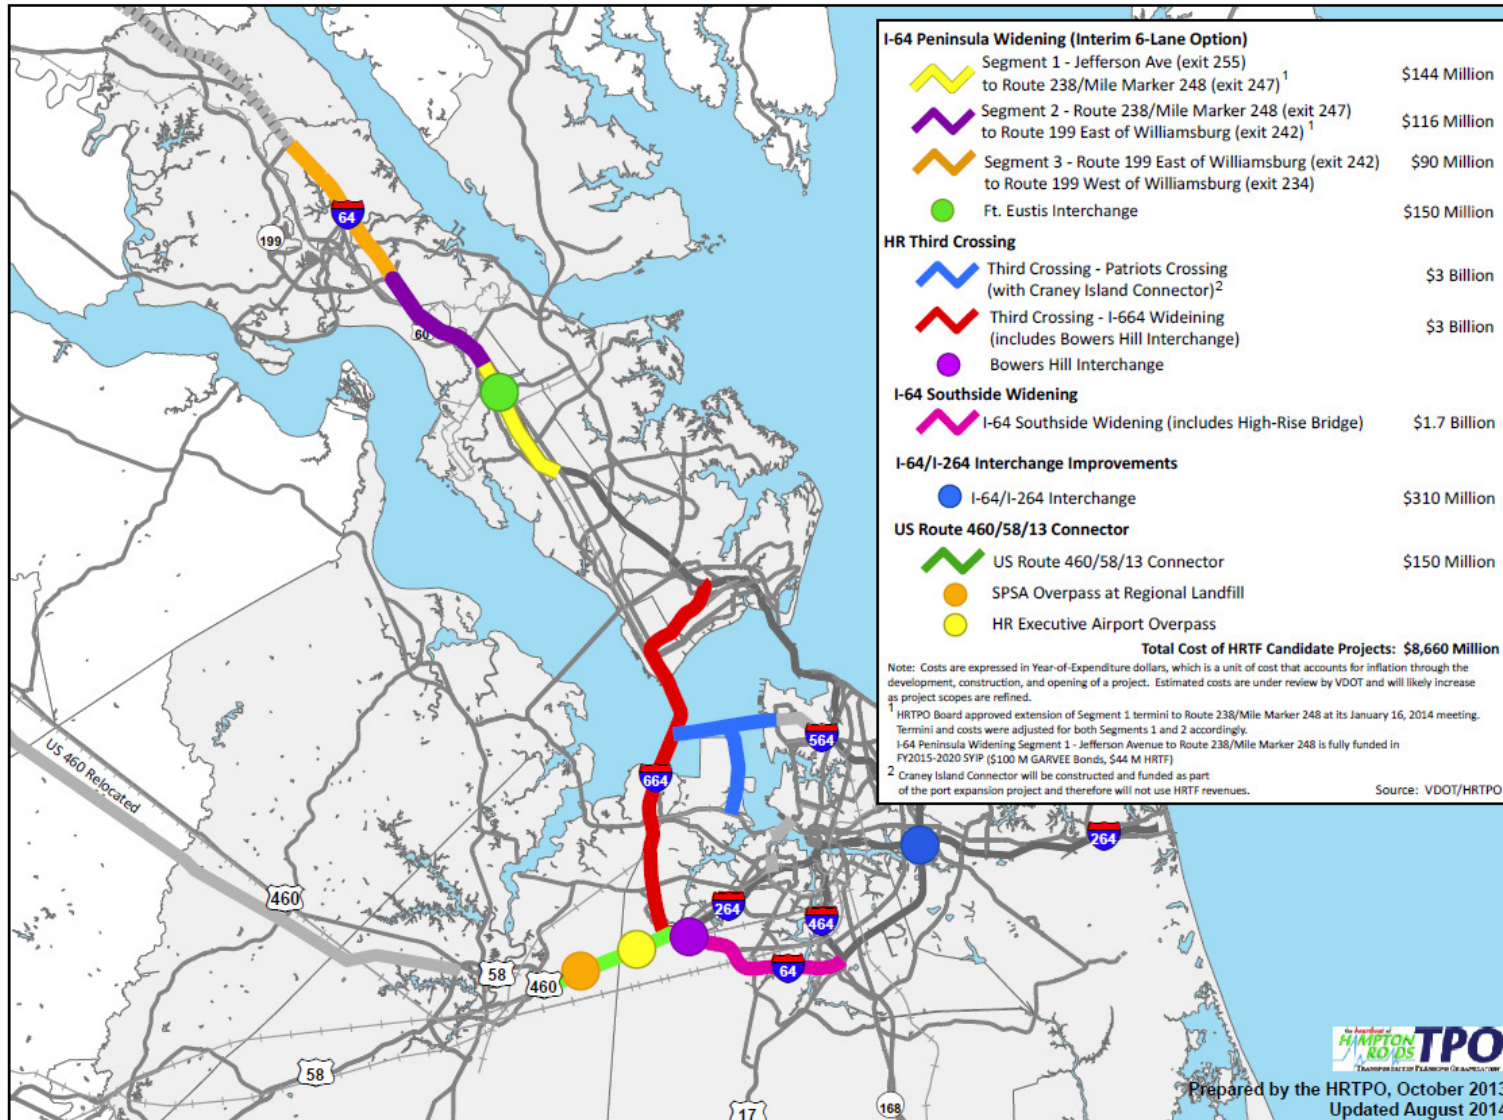 I-64 Peninsula Widening (Interim 6-Lane Option)
Segment 1 - Jefferson Ave (exit 255)
to Route 238/Mile Marker 248 (exit 247) 1
$144 Million
Segment 2 - Route 238/Mile Marker 248 (exit 247)
to Route 199 East of Williamsburg (exit 242) 1
$116 Million
Segment 3 - Route 199 East of Williamsburg (exit 242)
to Route 199 West of Williamsburg (exit 234)
$90 Million
Ft. Eustis Interchange
$150 Million
HR Third Crossing
Third Crossing - Patriots Crossing
(with Craney Island Connector)2
$3 Billion
Third Crossing - I-664 Wideining
(includes Bowers Hill Interchange)
$3 Billion
Bowers Hill Interchange
I-64 Southside Widening
I-64 Southside Widening (includes High-Rise Bridge)
$1.7 Billion
I-64/I-264 Interchange Improvements
I-64/I-264 Interchange
$310 Million
US Route 460/58/13 Connector
US Route 460/58/13 Connector
$150 Million
SPSA Overpass at Regional Landfill
HR Executive Airport Overpass
Total Cost of HRTF Candidate Projects: $8,660 Million
Note: Costs are expressed in Year-of-Expenditure dollars, which is a unit of cost that accounts for inflation through the
development, construction, and opening of a project. Estimated costs are under review by VDOT and will likely increase
as project scopes are refined.
1 HRTPO Board approved extension of Segment 1 termini to Route 238/Mile Marker 248 at its January 16, 2014 meeting.
Termini and costs were adjusted for both Segments 1 and 2 accordingly.
I-64 Peninsula Widening Segment 1 - Jefferson Avenue to Route 238/Mile Marker 248 is fully funded in
FY2015-2020 SYIP ($100 M GARVEE Bonds, $44 M HRTF)
2 Craney Island Connector will be constructed and funded as part
of the port expansion project and therefore will not use HRTF revenues.
Source: VDOT/HRTPO
64
199
60
564
664
US 460 Relocated
264
460
264
464
58
460
64
58
17
168
the heartbeat of
HAMPTON
ROADS
TPO
TRANSPORTATION PLANNING ORGANIZATION
Prepared by the HRTPO, October 2013
Updated August 2014